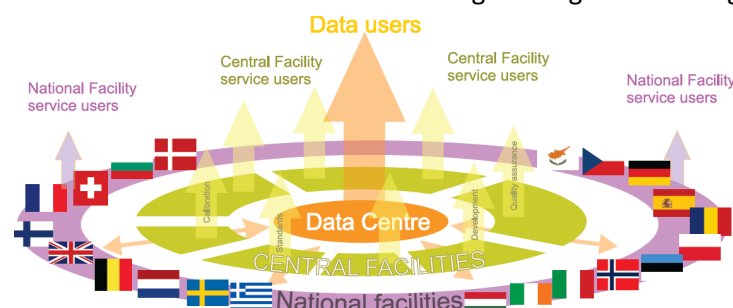 Data users
Central Facility
service users
Central Facility
service users
National Facility
service users
National Facility
service users
Calibration
Standards
Development
Quality assurance
Data Centre
CENTRAL FACILITIES
National facilities